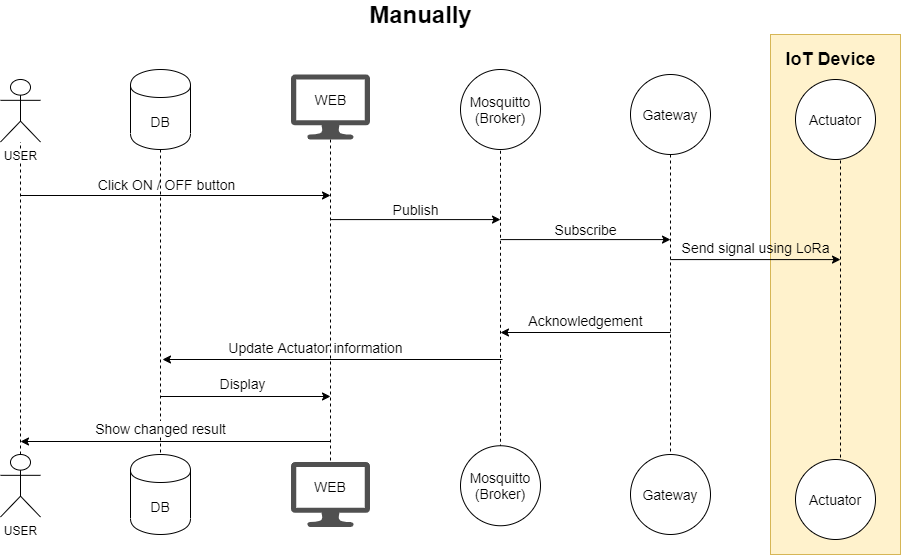 Manually
IoT Device
USER
DB
WEB
Mosquitto
(Broker)
Gateway
Actuator
Click ON / OFF button
Publish
Subscribe
Send signal using LoRa
Acknowledgement
Update Actuator information
Display
Show changed result
USER
DB
WEB
Mosquitto
(Broker)
Gateway
Actuator